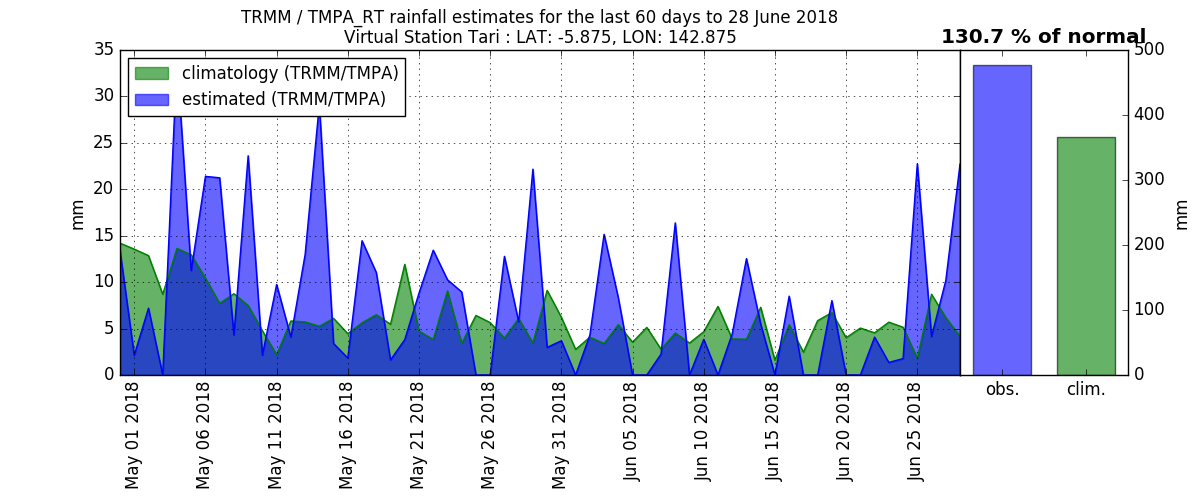 TRMM / TMPA_RT rainfall estimates for the last 60 days to 28 June 2018
Virtual Station Tari : LAT: -5.875, LON: 142.875
130.7 % of normal
climatology (TRMM/TMPA)
estimated (TRMM/TMPA)
35
30
25
20
15
10
5
0
mm
May 01 2018
May 06 2018
May 11 2018
May 16 2018
May 21 2018
May 26 2018
May 31 2018
Jun 05 2018
Jun 10 2018
Jun 15 2018
Jun 20 2018
Jun 25 2018
obs.
clim.
500
400
300
200
100
0
mm